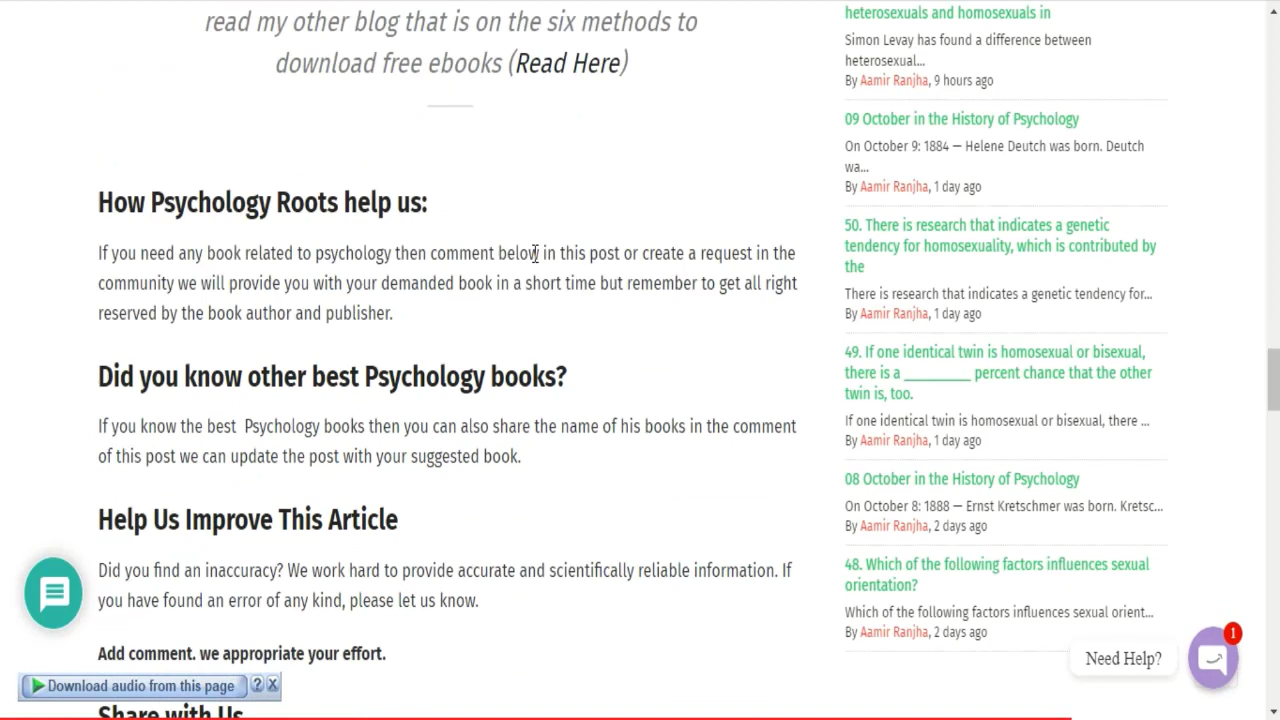 read my other blog that is on the six methods to
download free ebooks (Read Here)
How Psychology Roots help us:
If you need any book related to psychology then comment below in this post or create a request in the
community we will provide you with your demanded book in a short time but remember to get all right
reserved by the book author and publisher.
Did you know other best Psychology books?
If you know the best Psychology books then you can also share the name of his books in the comment
of this post we can update the post with your suggested book.
Help Us Improve This Article
Did you find an inaccuracy? We work hard to provide accurate and scientifically reliable information. If
you have found an error of any kind, please let us know.
Add comment. we appropriate your effort.
Download audio from this page ? X
Share with Us
heterosexuals and homosexuals in
Simon Levay has found a difference between
heterosexual...
By Aamir Ranjha, 9 hours ago
09 October in the History of Psychology
On October 9: 1884 — Helene Deutch was born. Deutch
wa...
By Aamir Ranjha, 1 day ago
50. There is research that indicates a genetic
tendency for homosexuality, which is contributed by
the
There is research that indicates a genetic tendency for...
By Aamir Ranjha, 1 day ago
49. If one identical twin is homosexual or bisexual,
there is a _________ percent chance that the other
twin is, too.
If one identical twin is homosexual or bisexual, there ...
By Aamir Ranjha, 1 day ago
08 October in the History of Psychology
On October 8: 1888 — Ernst Kretschmer was born. Kretsc...
By Aamir Ranjha, 2 days ago
48. Which of the following factors influences sexual
orientation?
Which of the following factors influences sexual orient...
By Aamir Ranjha, 2 days ago
Need Help?
1